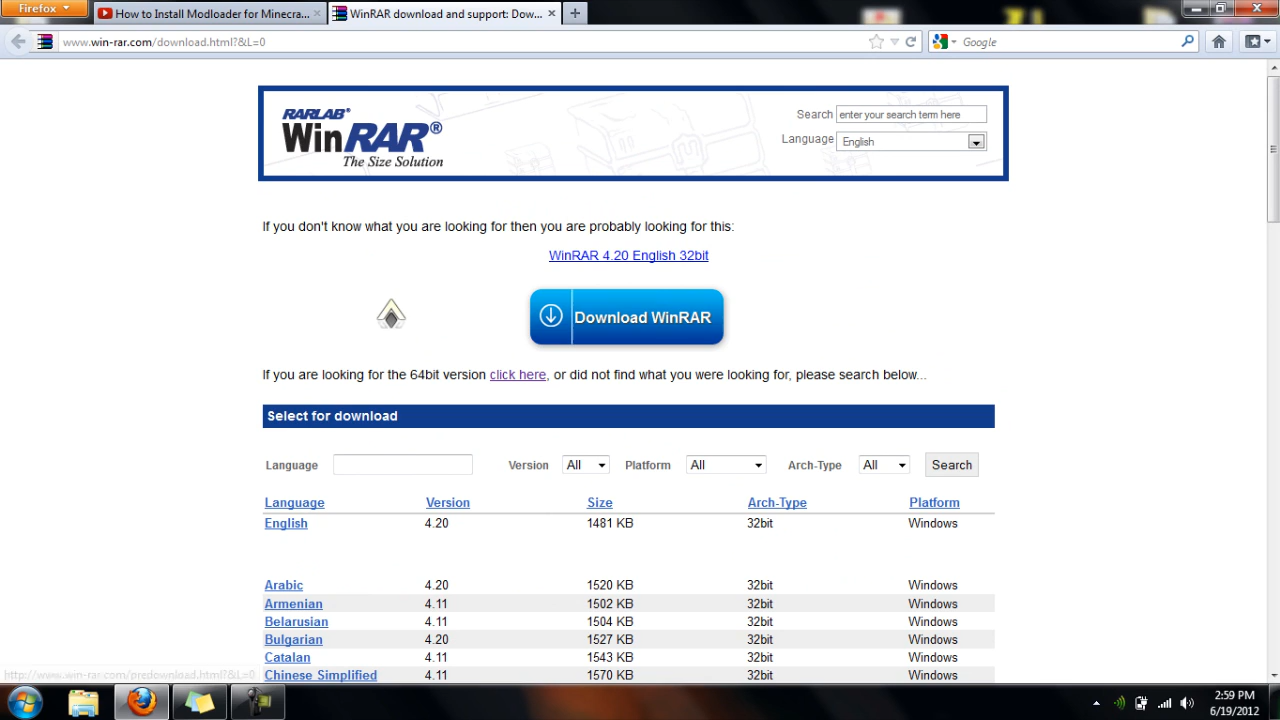 Firefox
How to Install Modloader for Minecra...
WinRAR download and support: Dow...
www.win-rar.com/download.html?&L=0
Google
RARLAB®
WinRAR®
The Size Solution
Search enter your search term here
Language English
If you don't know what you are looking for then you are probably looking for this:
WinRAR 4.20 English 32bit
Download WinRAR
If you are looking for the 64bit version click here, or did not find what you were looking for, please search below...
Select for download
Language Version All Platform All Arch-Type All Search
Language Version Size Arch-Type Platform
English 4.20 1481 KB 32bit Windows
Arabic 4.20 1520 KB 32bit Windows
Armenian 4.11 1502 KB 32bit Windows
Belarusian 4.11 1504 KB 32bit Windows
Bulgarian 4.20 1527 KB 32bit Windows
Catalan 4.11 1543 KB 32bit Windows
Chinese Simplified 4.11 1570 KB 32bit Windows
http://www.win-rar.com/predownload.html?&L=0
2:59 PM
6/19/2012